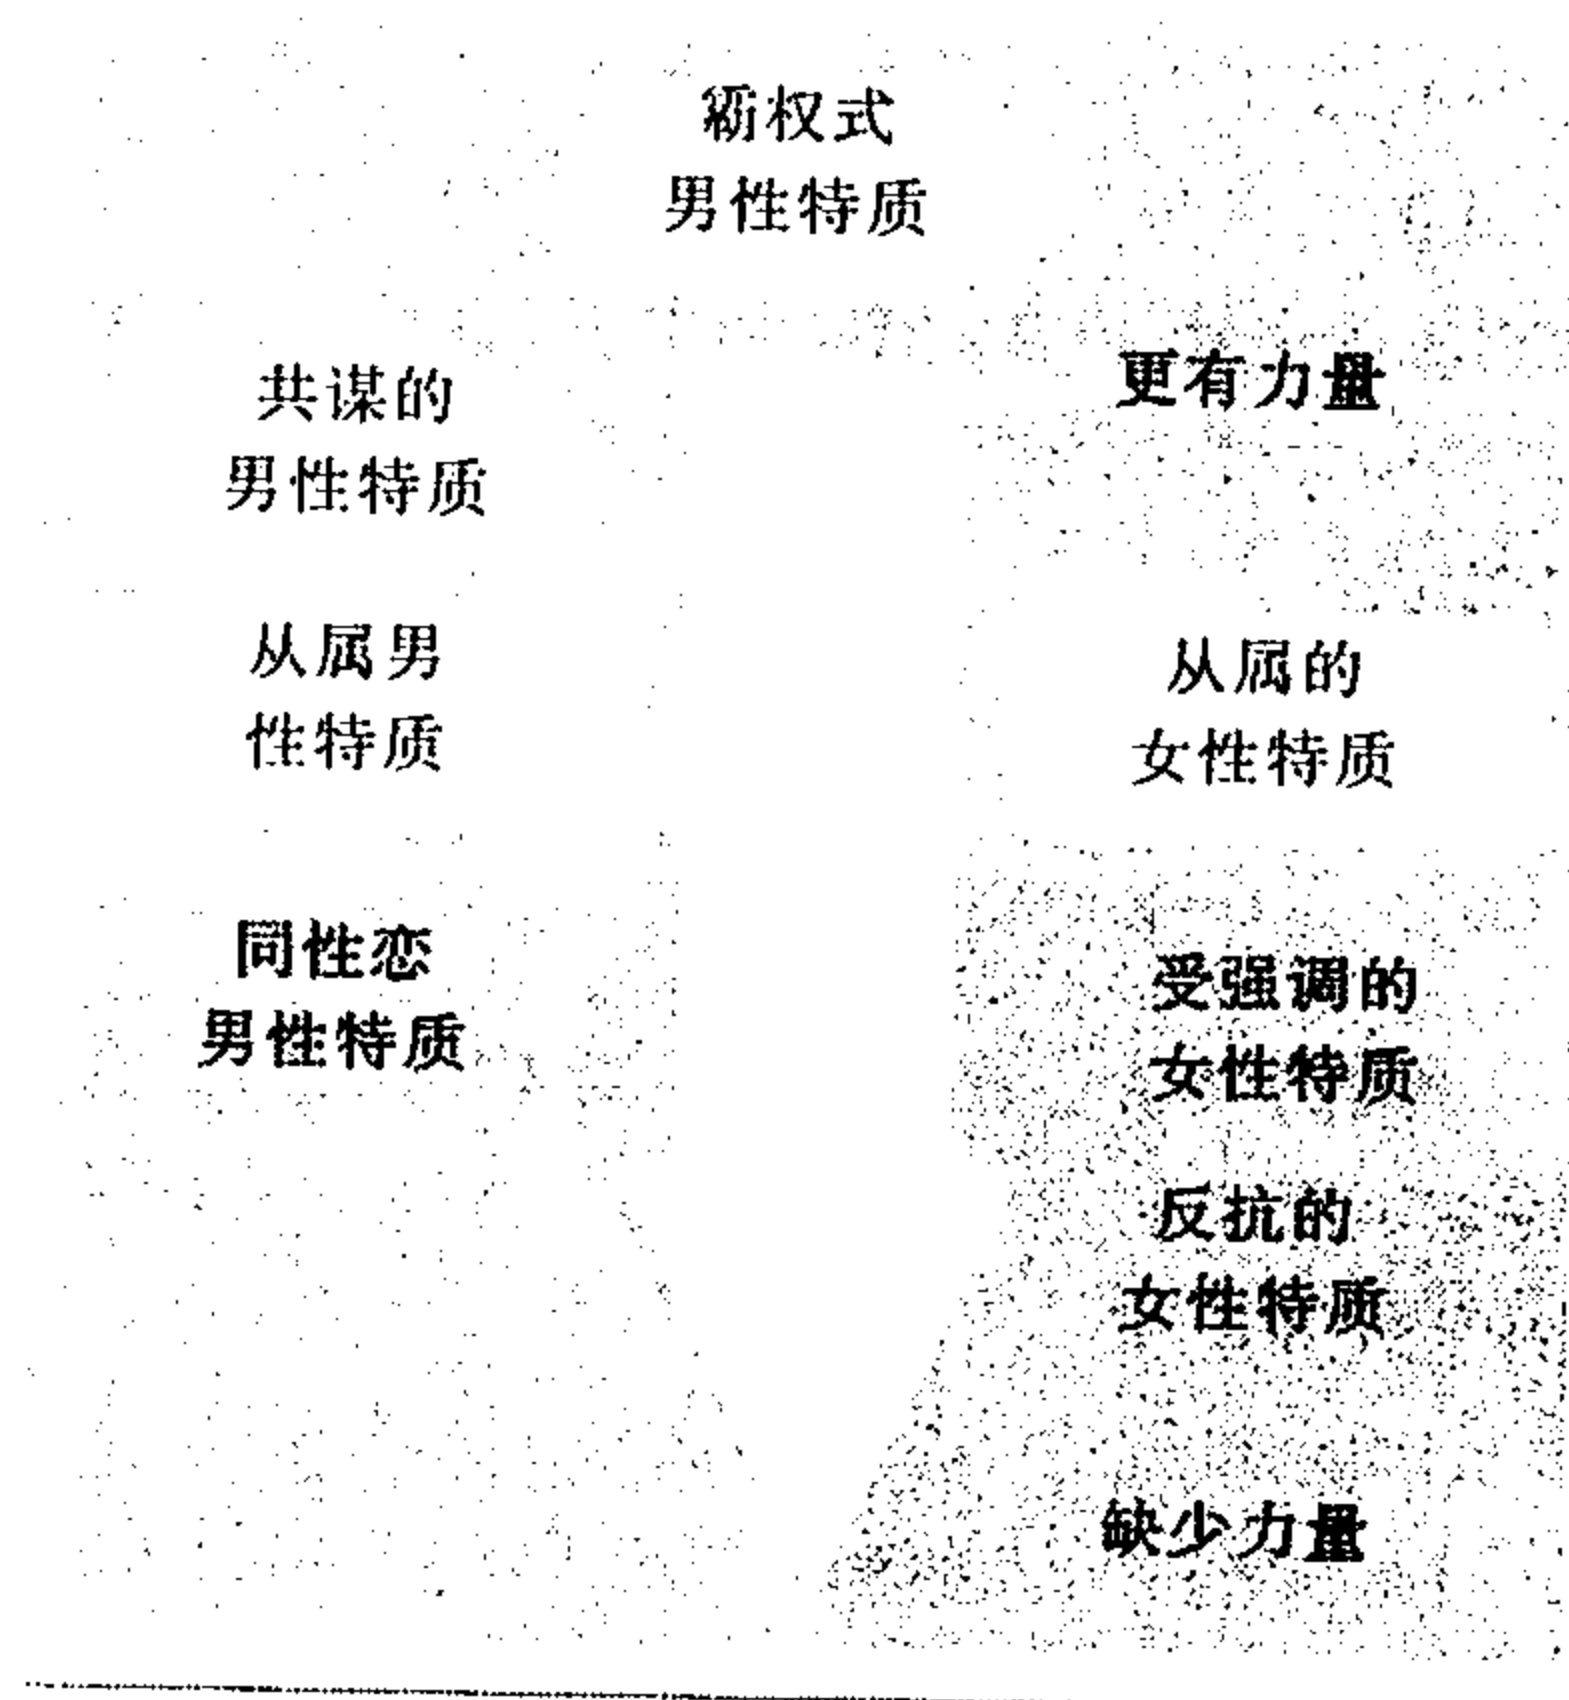 霸权式
男性特质
共谋的
男性特质
更有力量
从属男
性特质
从属的
女性特质
同性恋
男性特质
受强调的
女性特质
反抗的
女性特质
缺少力量